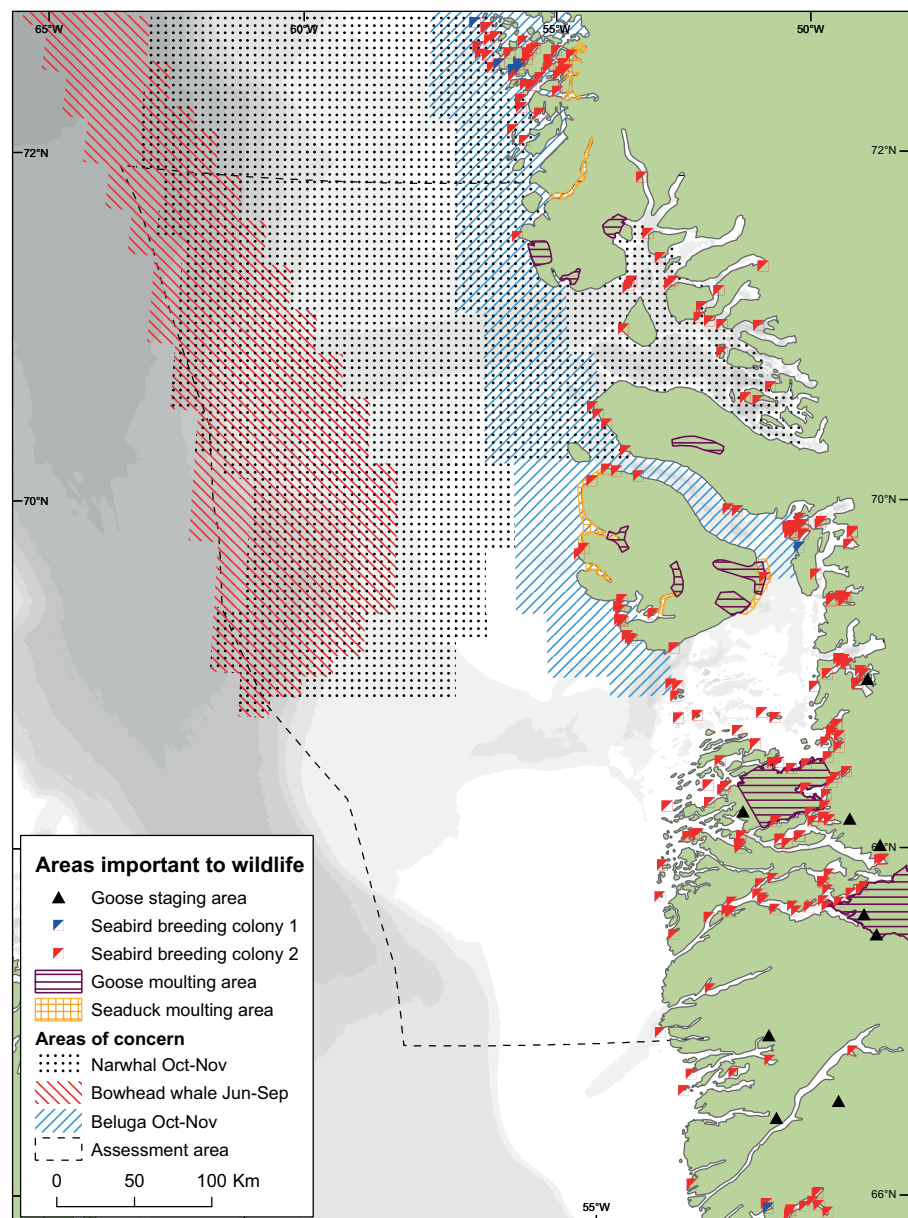 65°W 60°W 55°W 50°W
72°N 72°N
70°N 70°N
Areas important to wildlife
Goose staging area
Seabird breeding colony 1
Seabird breeding colony 2
Goose moulting area
Seaduck moulting area
Areas of concern
Narwhal Oct-Nov
Bowhead whale Jun-Sep
Beluga Oct-Nov
Assessment area
0 50 100 Km
66°N
55°W